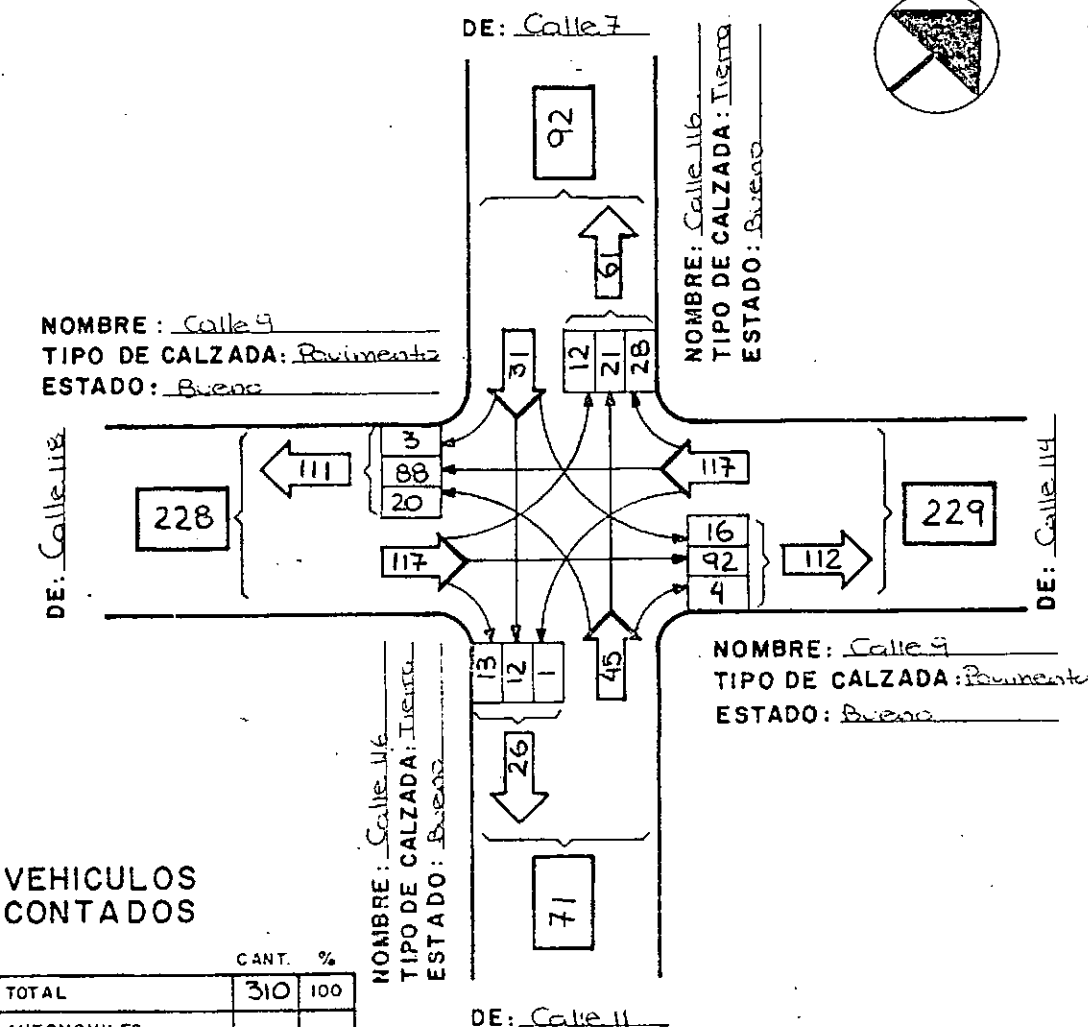 DE: Calle 7
92
NOMBRE: Calle 116
TIPO DE CALZADA: Tierra
ESTADO: Bueno
61
12 21 28
31
NOMBRE: Calle 9
TIPO DE CALZADA: Pavimento
ESTADO: Bueno
DE: Calle 118
228
111
3
88
20
117
117
16
92
4
112
229
DE: Calle 114
13 12 1
45
26
NOMBRE: Calle 9
TIPO DE CALZADA: Pavimento
ESTADO: Bueno
NOMBRE: Calle 116
TIPO DE CALZADA: Tierra
ESTADO: Bueno
71
DE: Calle 11
VEHICULOS
CONTADOS
CANT. %
TOTAL 310 100